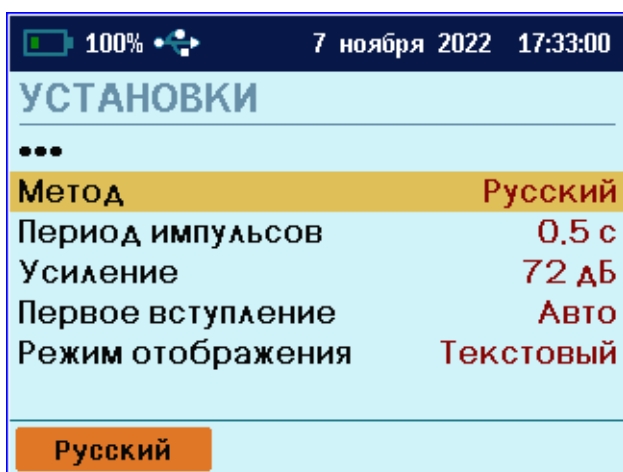 100% 7 ноября 2022 17:33:00
УСТАНОВКИ
•••
Метод Русский
Период импульсов 0.5 с
Усиление 72 дБ
Первое вступление Авто
Режим отображения Текстовый
Русский